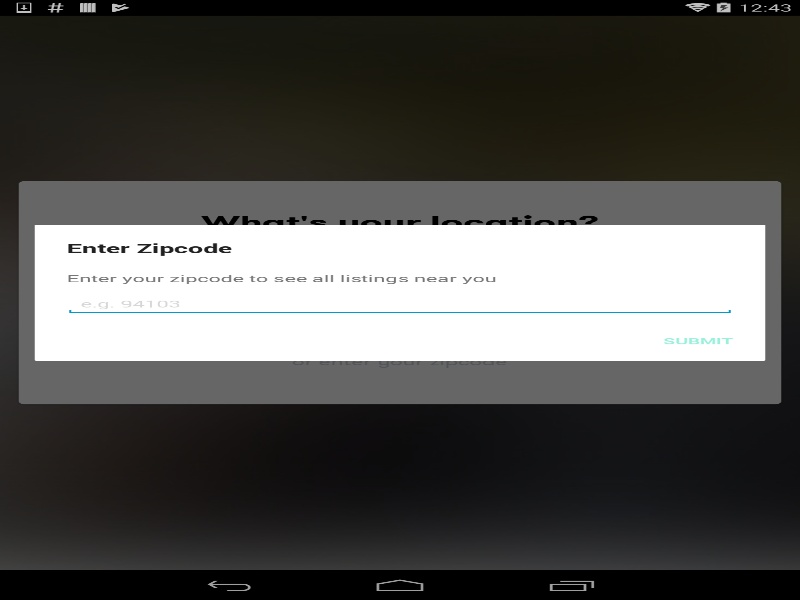 12:43
What's your location?
Enter Zipcode
Enter your zipcode to see all listings near you
e.g. 94103
SUBMIT
or enter your zipcode